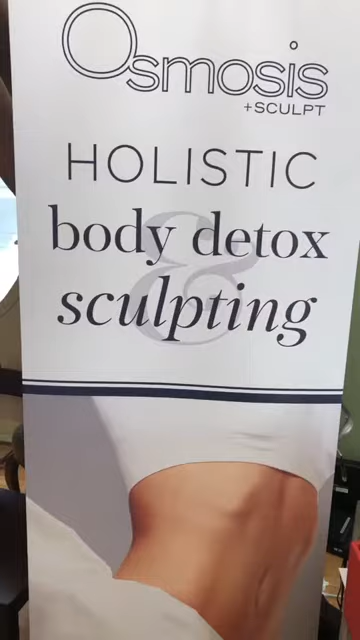 Osmosis
+SCULPT
HOLISTIC
body detox
&
sculpting